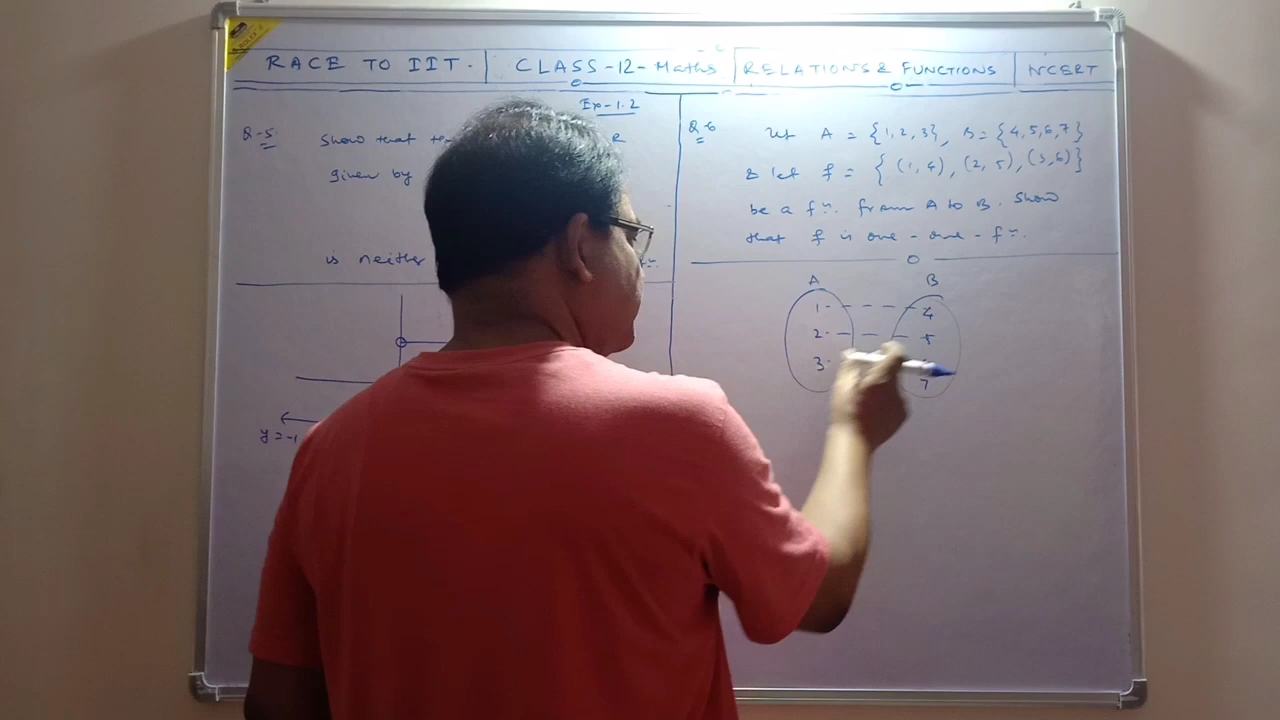 RACE TO IIT. CLASS-12-Maths RELATIONS & FUNCTIONS NCERT
Ex-1.2
Q-5 Show that R
given by
is neither
y=-1
Q-6 Let A = {1,2,3}, B={4,5,6,7}
& let f = { (1, 4), (2, 5), (3,6)}
be a fn. from A to B. Show
that f is one-one-fn.
A B
1 4
2 5
3
7